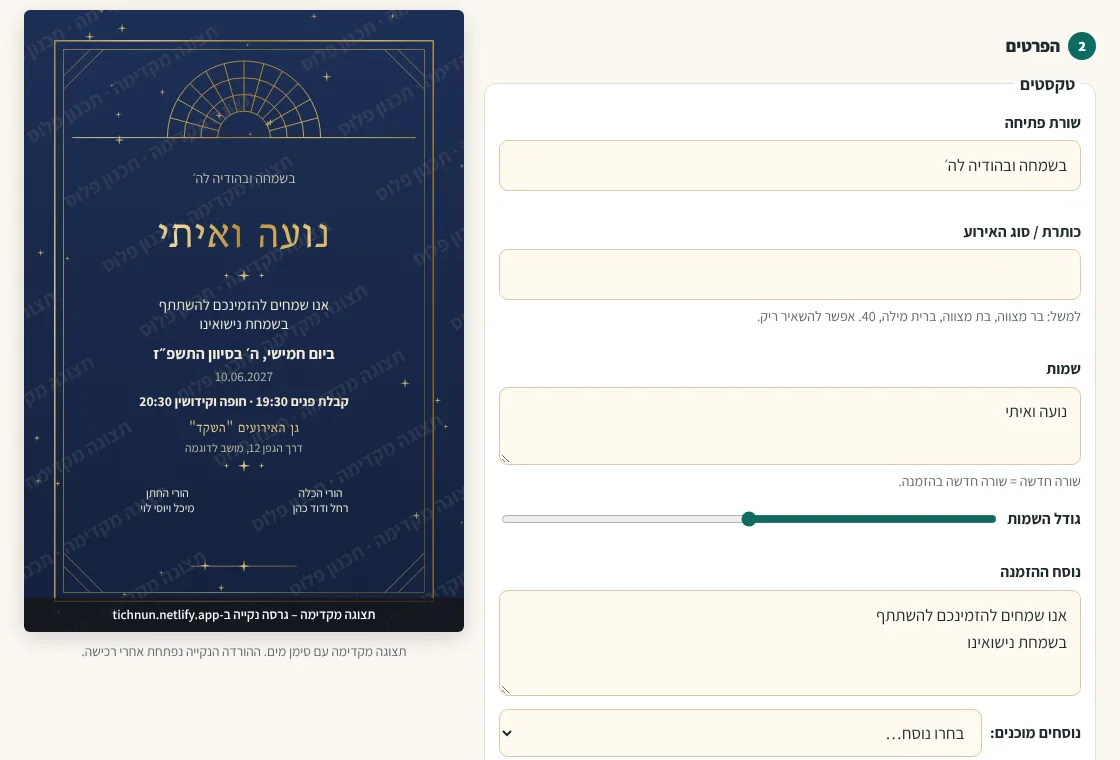 2 הפרטים
טקסטים
שורת פתיחה
בשמחה ובהודיה לה׳
כותרת / סוג האירוע
למשל: בר מצווה, בת מצווה, ברית מילה, 40. אפשר להשאיר ריק.
שמות
נועה ואיתי
שורה חדשה = שורה חדשה בהזמנה.
גודל השמות
נוסח ההזמנה
אנו שמחים להזמינכם להשתתף
בשמחת נישואינו
נוסחים מוכנים:
בחרו נוסח...
בשמחה ובהודיה לה׳
נועה ואיתי
אנו שמחים להזמינכם להשתתף
בשמחת נישואינו
ביום חמישי, ה׳ בסיוון התשפ״ז
10.06.2027
קבלת פנים 19:30 · חופה וקידושין 20:30
גן האירועים "השקד"
דרך הגפן 12, מושב לדוגמה
הורי הכלה
רחל ודוד כהן
הורי החתן
מיכל ויוסי לוי
תצוגה מקדימה · תכנון פלוס
תצוגה מקדימה – גרסה נקייה ב-tichnun.netlify.app
תצוגה מקדימה עם סימן מים. ההורדה הנקייה נפתחת אחרי רכישה.